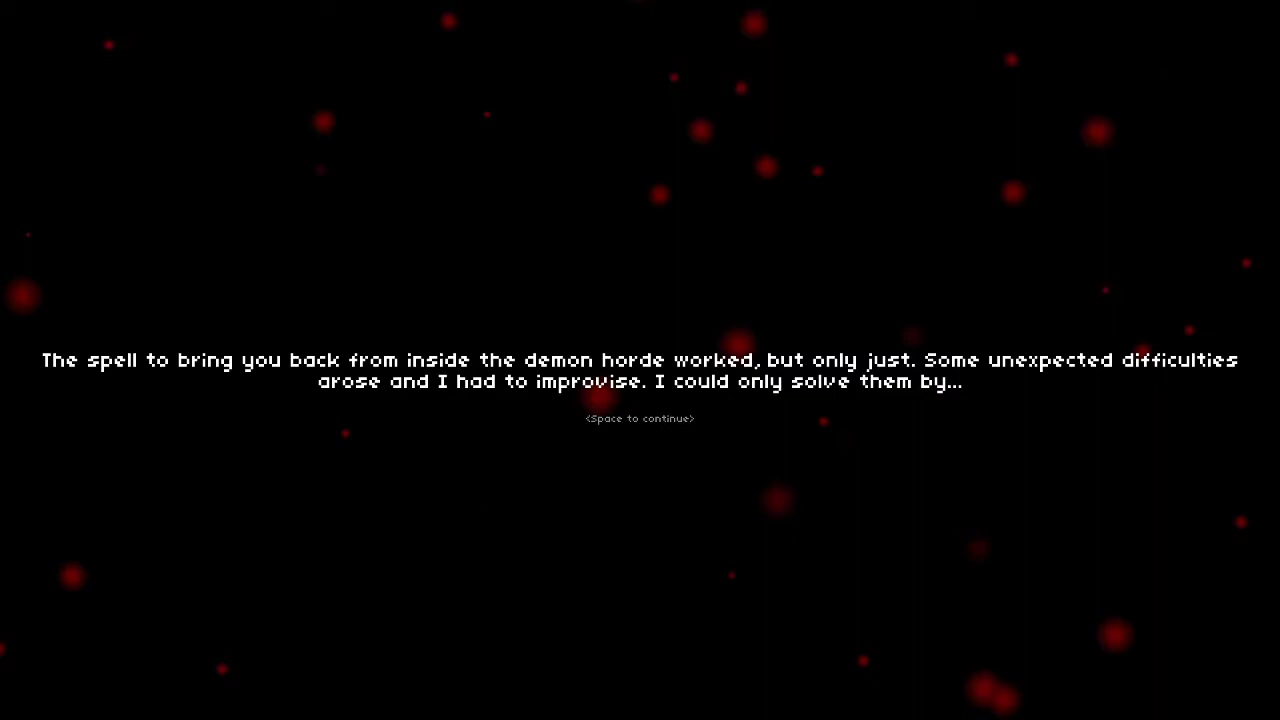 The spell to bring you back from inside the demon horde worked, but only just. Some unexpected difficulties
arose and I had to improvise. I could only solve them by...
<Space to continue>